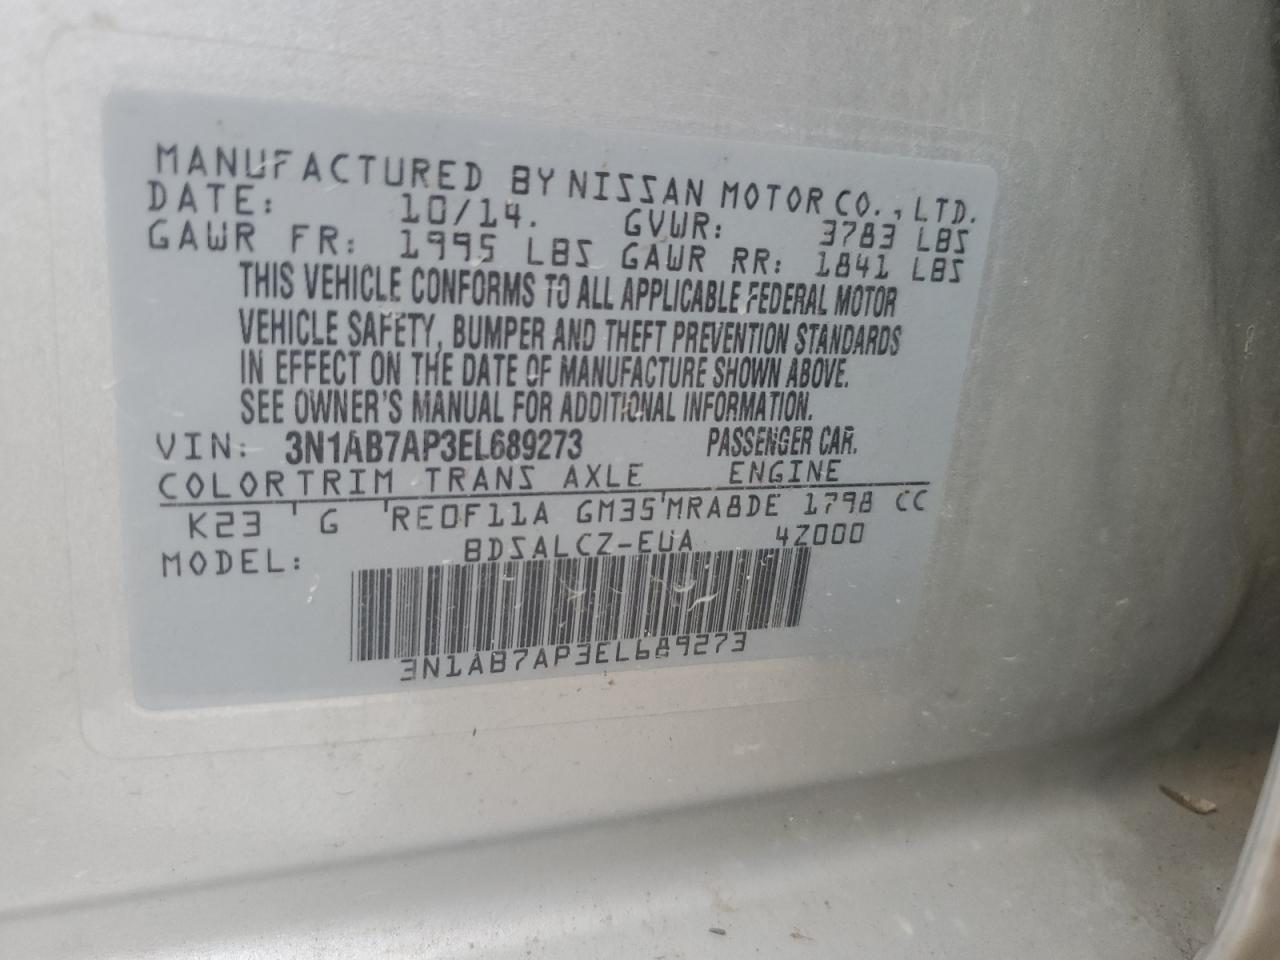 MANUFACTURED BY NISSAN MOTOR CO., LTD.
DATE: 10/14. GVWR: 3783 LBS
GAWR FR: 1995 LBS GAWR RR: 1841 LBS
THIS VEHICLE CONFORMS TO ALL APPLICABLE FEDERAL MOTOR
VEHICLE SAFETY, BUMPER AND THEFT PREVENTION STANDARDS
IN EFFECT ON THE DATE OF MANUFACTURE SHOWN ABOVE.
SEE OWNER'S MANUAL FOR ADDITIONAL INFORMATION.
VIN: 3N1AB7AP3EL689273 PASSENGER CAR.
COLOR TRIM TRANS AXLE ENGINE
K23 ' G 'RE0F11A GM35'MRA8DE 1798 CC
MODEL: BDSALCZ-EUA 4Z000
3N1AB7AP3EL689273